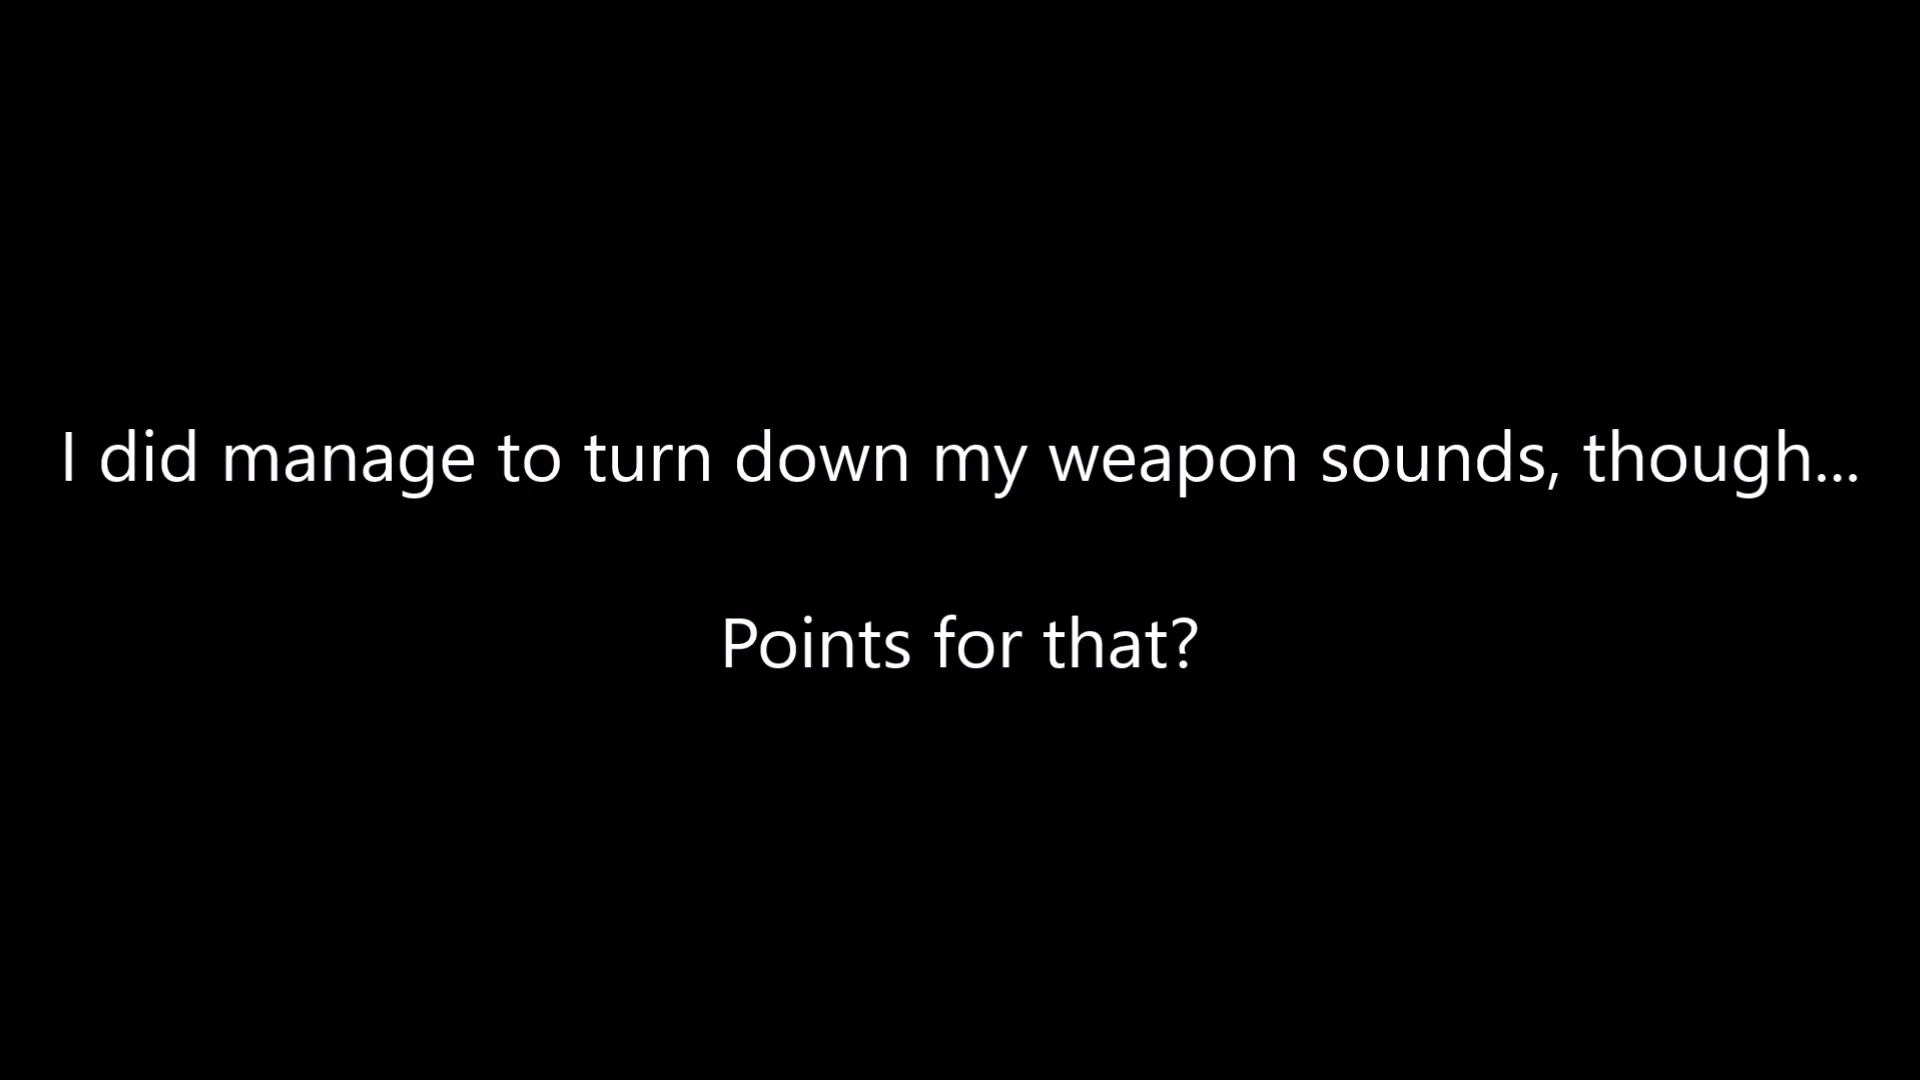 I did manage to turn down my weapon sounds, though...
Points for that?